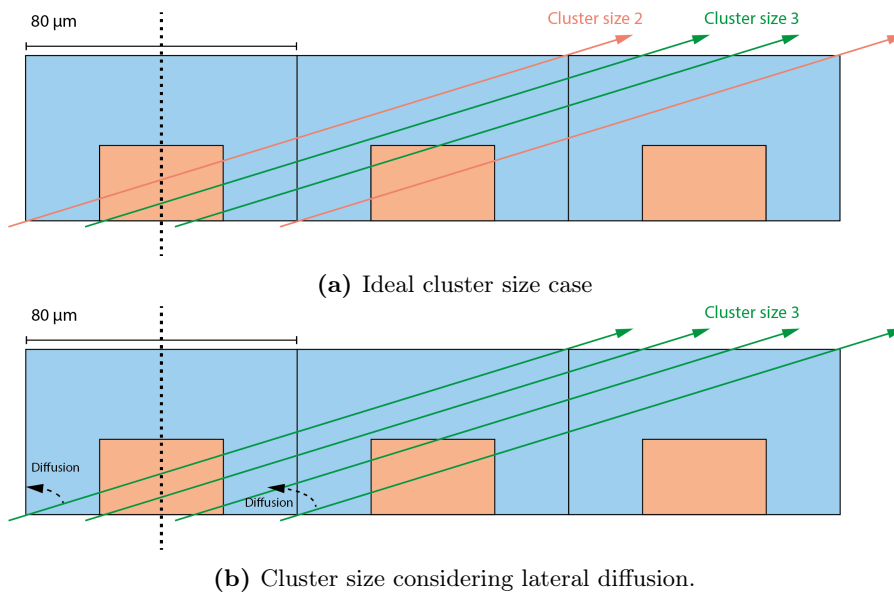 80 µm
Cluster size 2
Cluster size 3
(a) Ideal cluster size case
80 µm
Cluster size 3
Diffusion
Diffusion
(b) Cluster size considering lateral diffusion.